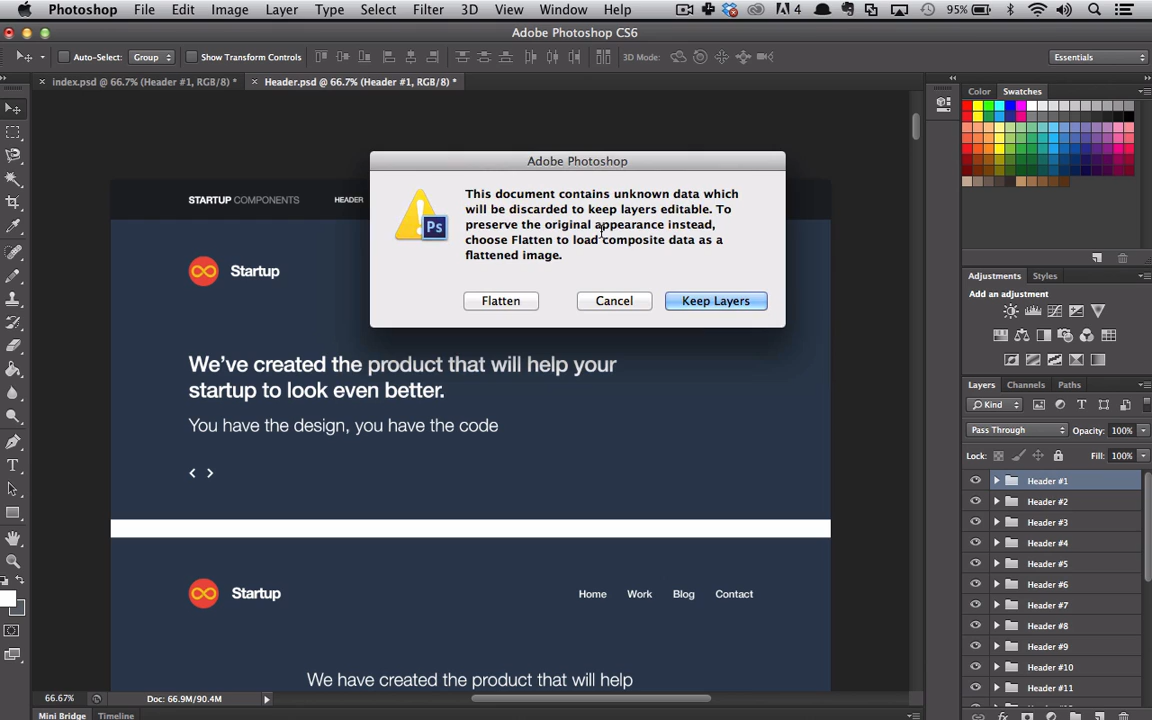 Photoshop File Edit Image Layer Type Select Filter 3D View Window Help 4 95%
Adobe Photoshop CS6
Auto-Select: Group Show Transform Controls 3D Mode: Essentials
index.psd @ 66.7% (Header #1, RGB/8) * Header.psd @ 66.7% (Header #1, RGB/8) *
Color Swatches
Adobe Photoshop
This document contains unknown data which
will be discarded to keep layers editable. To
preserve the original appearance instead,
choose Flatten to load composite data as a
flattened image.
Ps
Flatten Cancel Keep Layers
STARTUP COMPONENTS HEADER
Startup
We've created the product that will help your
startup to look even better.
You have the design, you have the code
< >
Startup Home Work Blog Contact
We have created the product that will help
Adjustments Styles
Add an adjustment
Layers Channels Paths
Kind
Pass Through Opacity: 100%
Lock: Fill: 100%
Header #1
Header #2
Header #3
Header #4
Header #5
Header #6
Header #7
Header #8
Header #9
Header #10
Header #11
66.67% Doc: 66.9M/90.4M
Mini Bridge Timeline